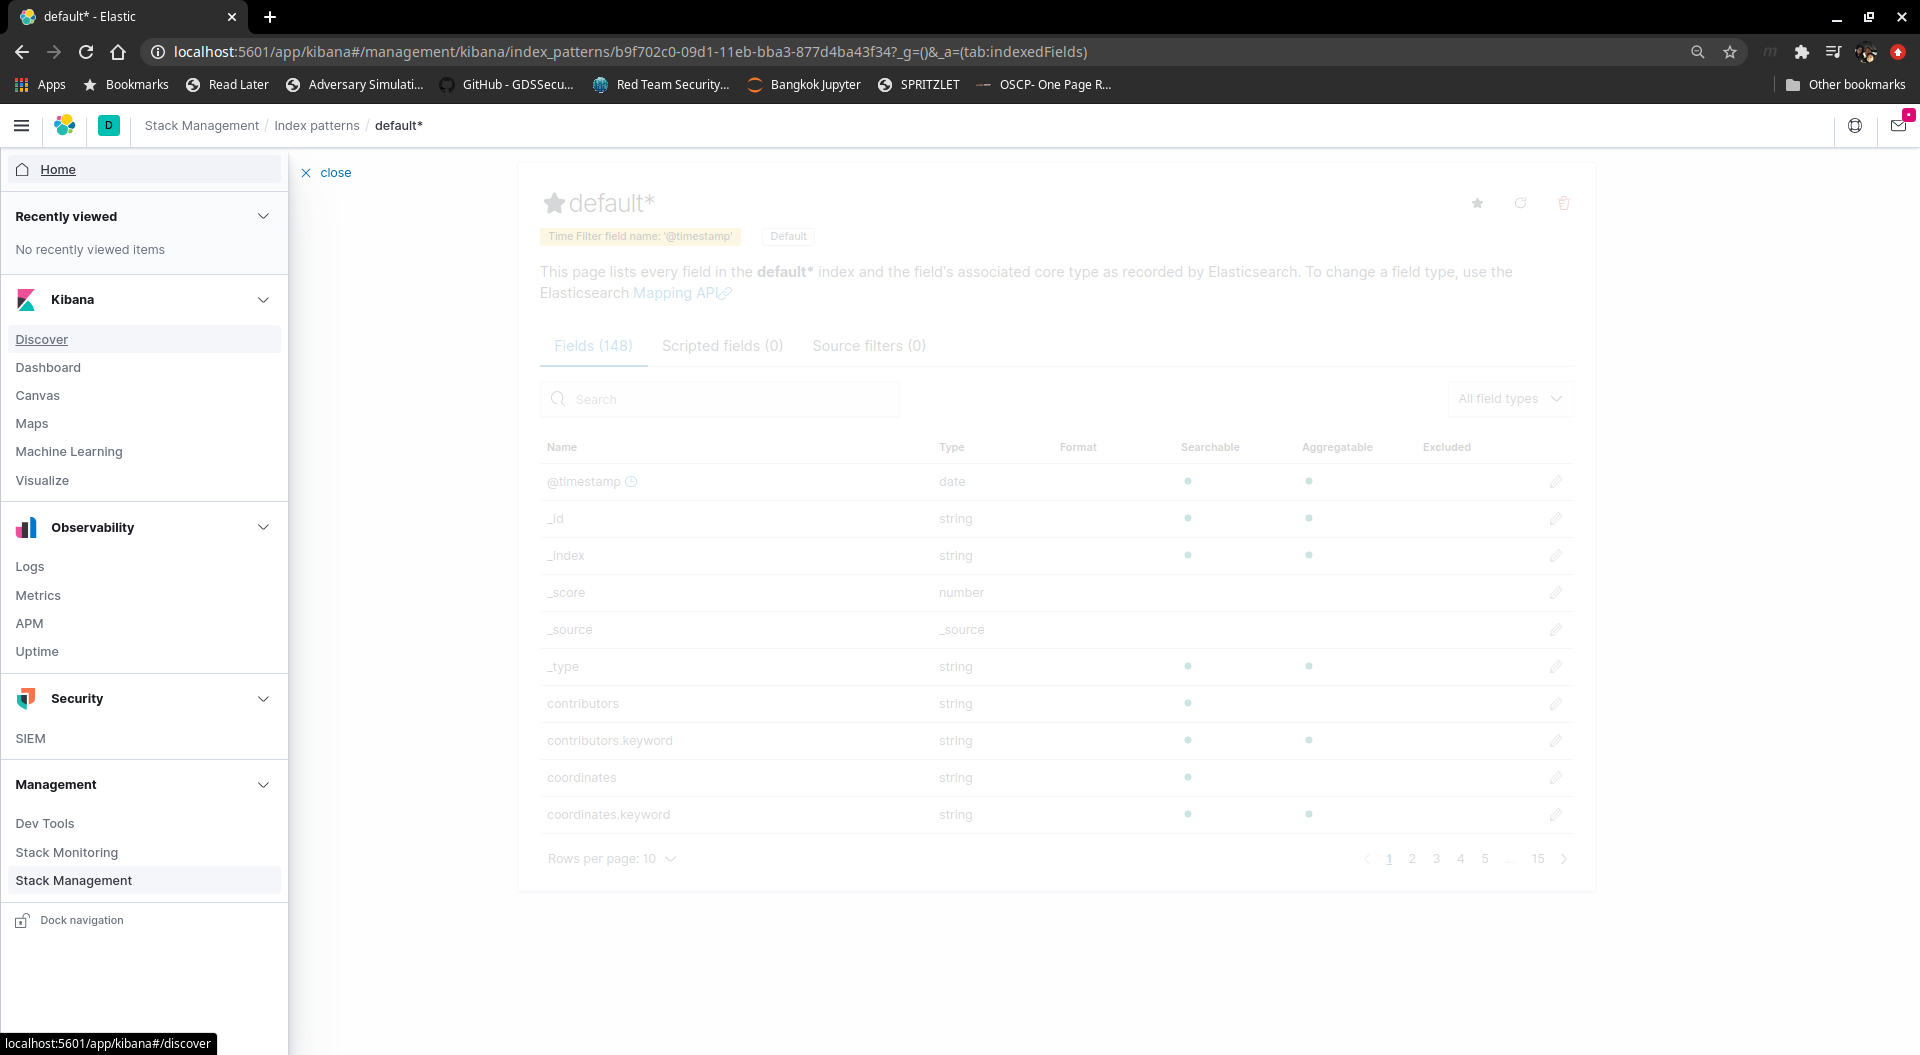 default* - Elastic
localhost:5601/app/kibana#/management/kibana/index_patterns/b9f702c0-09d1-11eb-bba3-877d4ba43f34?_g=()&_a=(tab:indexedFields)
Apps Bookmarks Read Later Adversary Simulati... GitHub - GDSSecu... Red Team Security... Bangkok Jupyter SPRITZLET OSCP- One Page R... Other bookmarks
D Stack Management / Index patterns / default*
Home
close
Recently viewed
No recently viewed items
Kibana
Discover
Dashboard
Canvas
Maps
Machine Learning
Visualize
Observability
Logs
Metrics
APM
Uptime
Security
SIEM
Management
Dev Tools
Stack Monitoring
Stack Management
Dock navigation
default*
Time Filter field name: '@timestamp' Default
This page lists every field in the default* index and the field's associated core type as recorded by Elasticsearch. To change a field type, use the
Elasticsearch Mapping API
Fields (148) Scripted fields (0) Source filters (0)
Search All field types
Name Type Format Searchable Aggregatable Excluded
@timestamp date
_id string
_index string
_score number
_source _source
_type string
contributors string
contributors.keyword string
coordinates string
coordinates.keyword string
Rows per page: 10 1 2 3 4 5 ... 15
localhost:5601/app/kibana#/discover